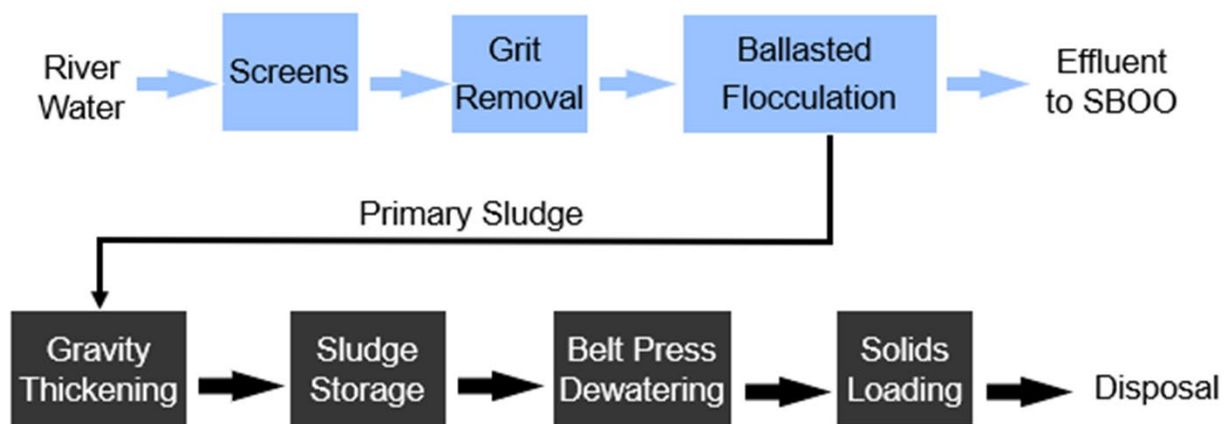 River
Water
Screens
Grit
Removal
Ballasted
Flocculation
Effluent
to SBOO
Primary Sludge
Gravity
Thickening
Sludge
Storage
Belt Press
Dewatering
Solids
Loading
Disposal